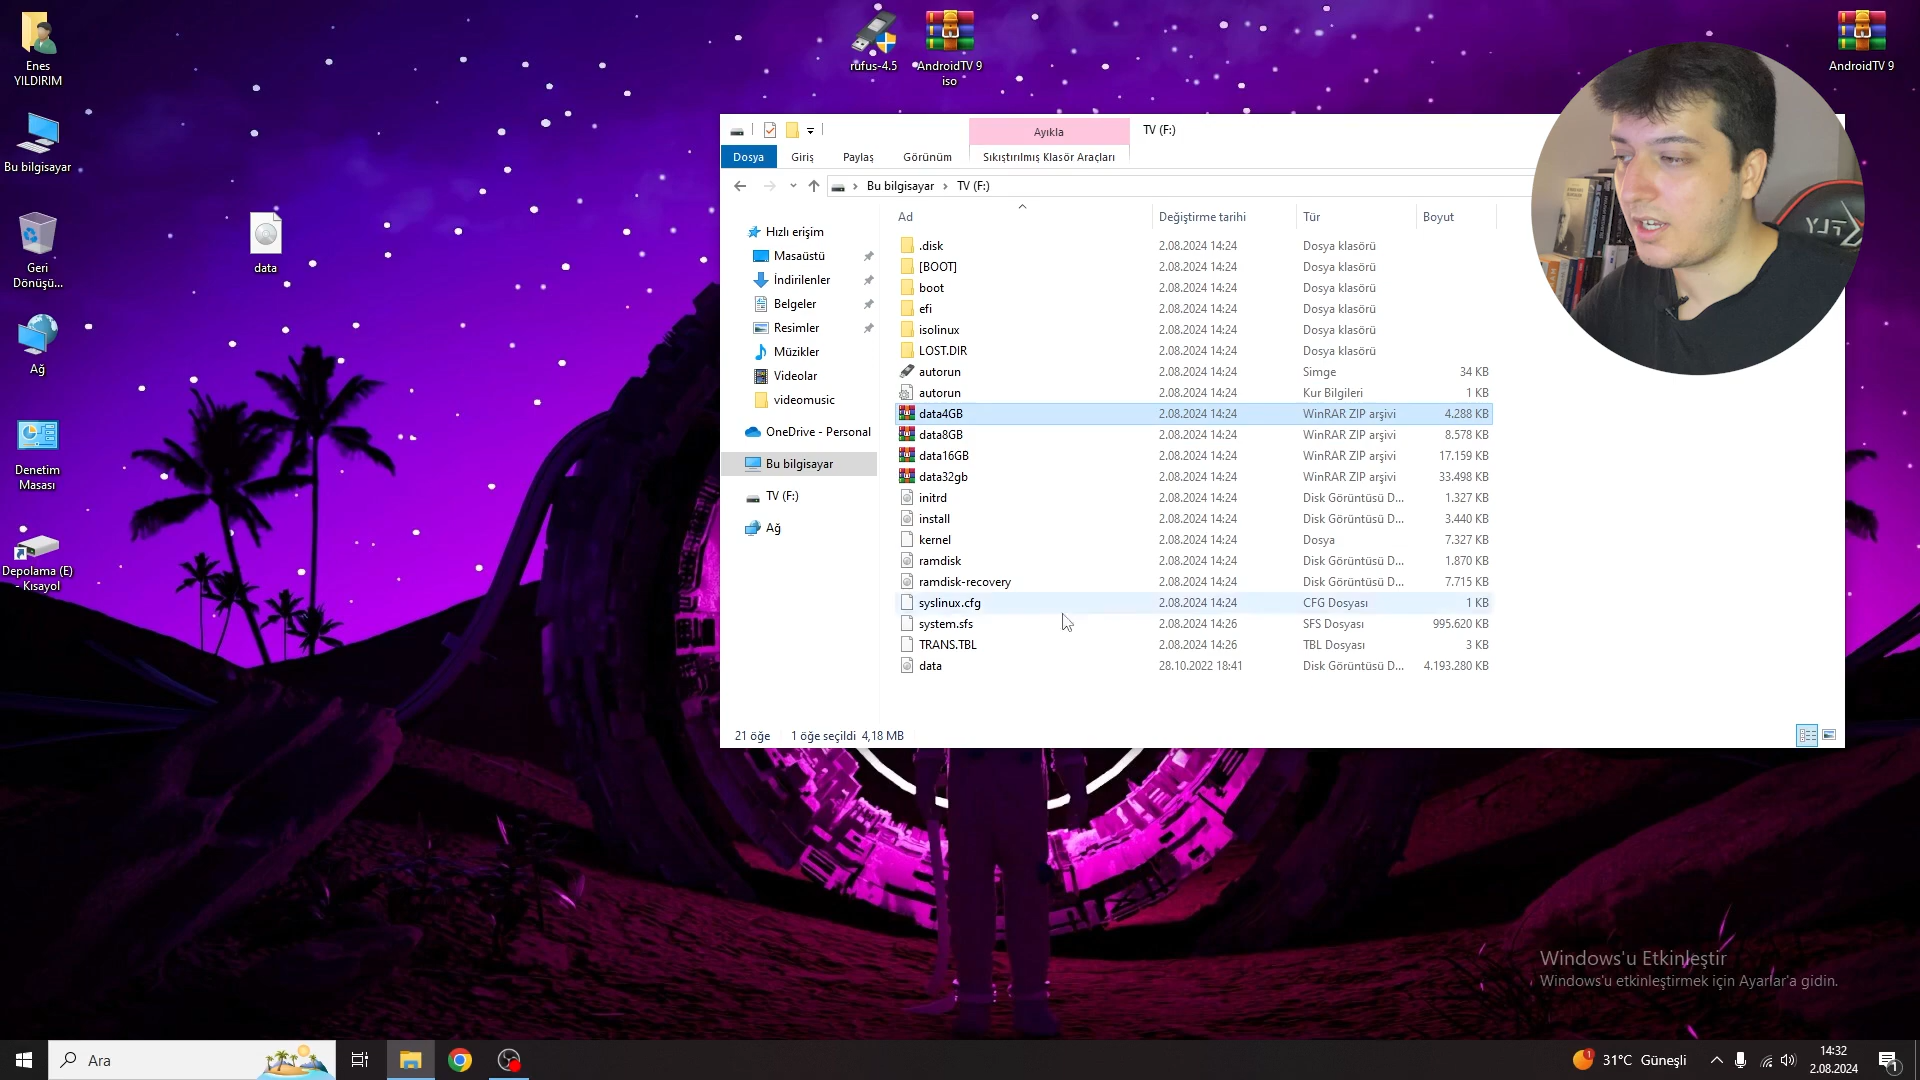 Enes
YILDIRIM
Bu bilgisayar
Geri
Dönüşü...
Ağ
Denetim
Masası
Depolama (E)
- Kısayol
data
rufus-4.5
AndroidTV 9
iso
AndroidTV 9
Ayıkla
TV (F:)
Dosya
Giriş
Paylaş
Görünüm
Sıkıştırılmış Klasör Araçları
Bu bilgisayar > TV (F:)
Hızlı erişim
Masaüstü
İndirilenler
Belgeler
Resimler
Müzikler
Videolar
videomusic
OneDrive - Personal
Bu bilgisayar
TV (F:)
Ağ
Ad Değiştirme tarihi Tür Boyut
.disk 2.08.2024 14:24 Dosya klasörü
[BOOT] 2.08.2024 14:24 Dosya klasörü
boot 2.08.2024 14:24 Dosya klasörü
efi 2.08.2024 14:24 Dosya klasörü
isolinux 2.08.2024 14:24 Dosya klasörü
LOST.DIR 2.08.2024 14:24 Dosya klasörü
autorun 2.08.2024 14:24 Simge 34 KB
autorun 2.08.2024 14:24 Kur Bilgileri 1 KB
data4GB 2.08.2024 14:24 WinRAR ZIP arşivi 4.288 KB
data8GB 2.08.2024 14:24 WinRAR ZIP arşivi 8.578 KB
data16GB 2.08.2024 14:24 WinRAR ZIP arşivi 17.159 KB
data32gb 2.08.2024 14:24 WinRAR ZIP arşivi 33.498 KB
initrd 2.08.2024 14:24 Disk Görüntüsü D... 1.327 KB
install 2.08.2024 14:24 Disk Görüntüsü D... 3.440 KB
kernel 2.08.2024 14:24 Dosya 7.327 KB
ramdisk 2.08.2024 14:24 Disk Görüntüsü D... 1.870 KB
ramdisk-recovery 2.08.2024 14:24 Disk Görüntüsü D... 7.715 KB
syslinux.cfg 2.08.2024 14:24 CFG Dosyası 1 KB
system.sfs 2.08.2024 14:26 SFS Dosyası 995.620 KB
TRANS.TBL 2.08.2024 14:26 TBL Dosyası 3 KB
data 28.10.2022 18:41 Disk Görüntüsü D... 4.193.280 KB
21 öğe 1 öğe seçildi 4,18 MB
Windows'u Etkinleştir
Windows'u etkinleştirmek için Ayarlar'a gidin.
Ara
1
31°C Güneşli
14:32
2.08.2024
1